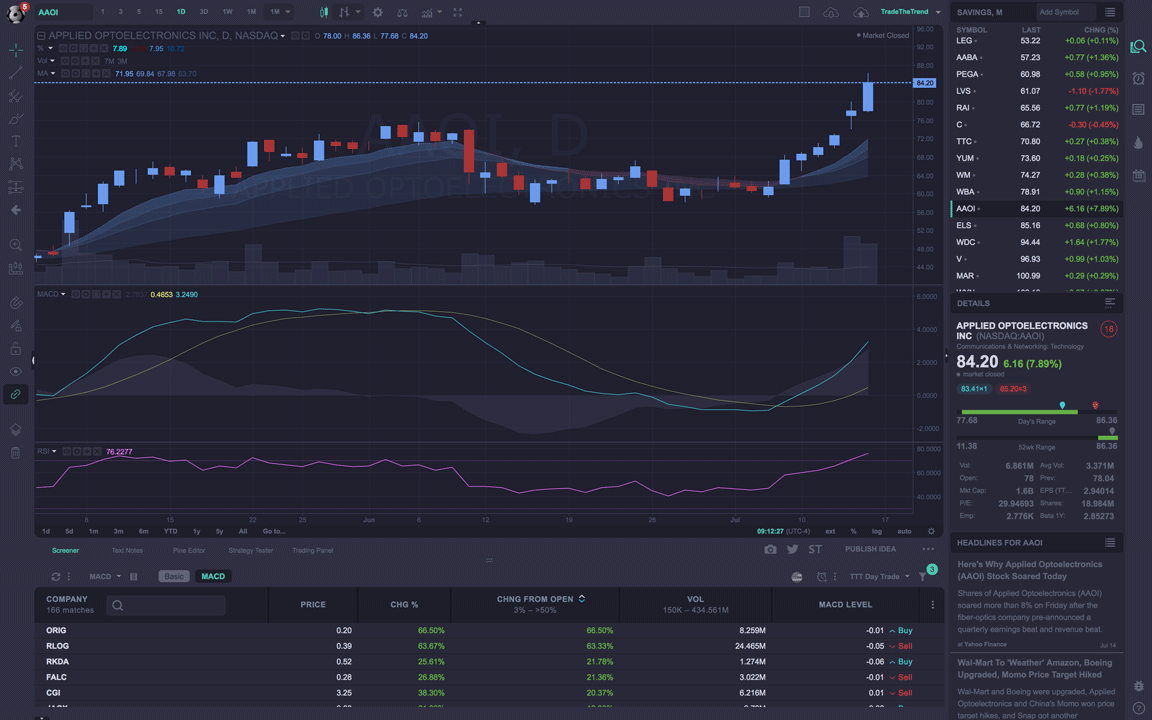 5
AAOI 1 3 5 15 1D 3D 1W 1M 1M TradeTheTrend
APPLIED OPTOELECTRONICS INC, D, NASDAQ O 78.00 H 86.36 L 77.68 C 84.20 Market Closed
% 7.89 7.95 10.72
Vol 7M 3M
MA 71.95 69.84 67.98 63.70
AAOI, D
APPLIED OPTOELECTRONICS INC
96.00
92.00
88.00
84.20
80.00
76.00
72.00
68.00
64.00
60.00
56.00
52.00
48.00
44.00
MACD 0.4653 3.2490
6.0000
4.0000
2.0000
0.0000
-2.0000
RSI 76.2277
80.0000
60.0000
40.0000
8 15 22 26 Jun 6 12 19 26 Jul 10 17
1d 5d 1m 3m 6m YTD 1y 5y All Go to... 09:12:27 (UTC-4) ext % log auto
Screener Text Notes Pine Editor Strategy Tester Trading Panel ST PUBLISH IDEA
MACD Basic MACD TTT Day Trade 3
COMPANY PRICE CHG % CHNG FROM OPEN VOL MACD LEVEL
166 matches 3% – >50% 150K – 434.561M
ORIG 0.20 66.50% 66.50% 8.259M -0.01 Buy
RLOG 0.39 63.67% 63.33% 24.465M -0.05 Sell
RKDA 0.52 25.61% 21.78% 1.274M -0.06 Buy
FALC 0.28 26.88% 21.36% 3.022M -0.01 Sell
CGI 3.25 38.30% 20.37% 6.216M 0.01 Sell
SAVINGS, M Add Symbol
SYMBOL LAST CHNG (%)
LEG 53.22 +0.06 (+0.11%)
AABA 57.23 +0.77 (+1.36%)
PEGA 60.98 +0.58 (+0.95%)
LVS 61.07 -1.10 (-1.77%)
RAI 65.56 +0.77 (+1.19%)
C 66.72 -0.30 (-0.45%)
TTC 70.80 +0.27 (+0.38%)
YUM 73.60 +0.18 (+0.25%)
WM 74.27 +0.28 (+0.38%)
WBA 78.91 +0.90 (+1.15%)
AAOI 84.20 +6.16 (+7.89%)
ELS 85.16 +0.68 (+0.80%)
WDC 94.44 +1.64 (+1.77%)
V 96.93 +0.99 (+1.03%)
MAR 100.99 +0.29 (+0.29%)
DETAILS
APPLIED OPTOELECTRONICS
INC (NASDAQ:AAOI) 18
Communications & Networking: Technology
84.20 6.16 (7.89%)
market closed
83.41×1 85.20×3
77.68 Day's Range 86.36
11.38 52wk Range 86.36
Vol: 6.861M Avg Vol: 3.371M
Open: 78 Prev: 78.04
Mkt Cap: 1.6B EPS (TT... 2.94014
P/E: 29.94693 Shares: 18.984M
Emp: 2.776K Beta 1Y: 2.85273
HEADLINES FOR AAOI
Here's Why Applied Optoelectronics
(AAOI) Stock Soared Today
Shares of Applied Optoelectronics (AAOI)
soared more than 8% on Friday after the
fiber-optics company pre-announced a
quarterly earnings beat and revenue beat.
at Yahoo Finance Jul 14
Wal-Mart To 'Weather' Amazon, Boeing
Upgraded, Momo Price Target Hiked
Wal-Mart and Boeing were upgraded, Applied
Optoelectronics and China's Momo won price
target hikes, and Snap got another